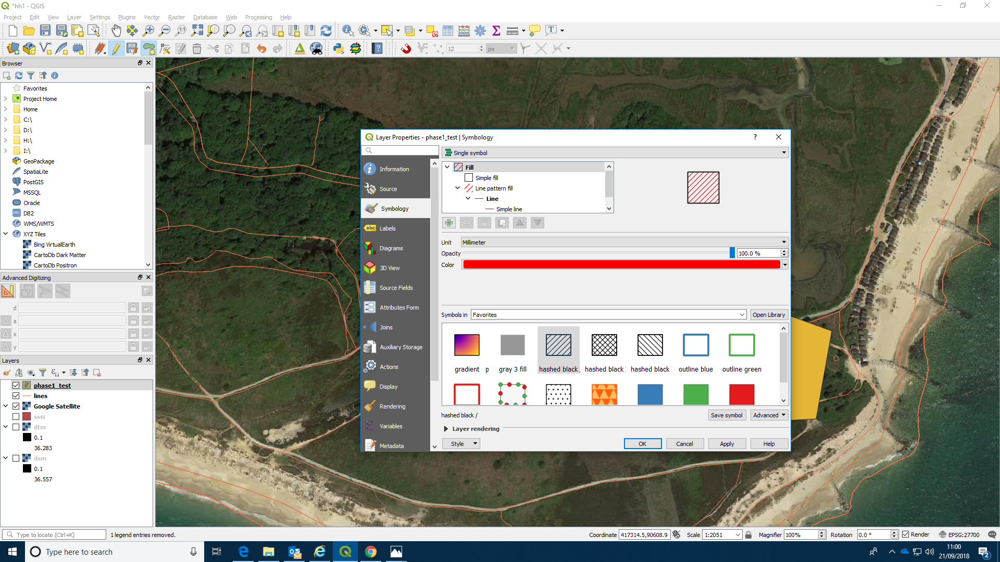 *hh1 - QGIS
Project Edit View Layer Settings Plugins Vector Raster Database Web Processing Help
12 px
Browser
Favorites
Project Home
Home
C:\
D:\
H:\
I:\
GeoPackage
SpatiaLite
PostGIS
MSSQL
Oracle
DB2
WMS/WMTS
XYZ Tiles
Bing VirtualEarth
CartoDb Dark Matter
CartoDb Positron
Advanced Digitizing
d
a
x
y
Layers
phase1_test
lines
Google Satellite
sssi
dtm
0.1
36.283
dsm
0.1
36.557
Layer Properties - phase1_test | Symbology
Information
Source
Symbology
abc Labels
Diagrams
3D View
Source Fields
Attributes Form
Joins
Auxiliary Storage
Actions
Display
Rendering
Variables
Metadata
Single symbol
Fill
Simple fill
Line pattern fill
Line
Simple line
Unit Millimeter
Opacity 100.0 %
Color
Symbols in Favorites Open Library
gradient p gray 3 fill hashed black / hashed black hashed black outline blue outline green
hashed black / Save symbol Advanced
Layer rendering
Style OK Cancel Apply Help
Type to locate (Ctrl+K) 1 legend entries removed. Coordinate 417314.5,90608.9 Scale 1:2051 Magnifier 100% Rotation 0.0 ° Render EPSG:27700
Type here to search
11:00
21/09/2018
2